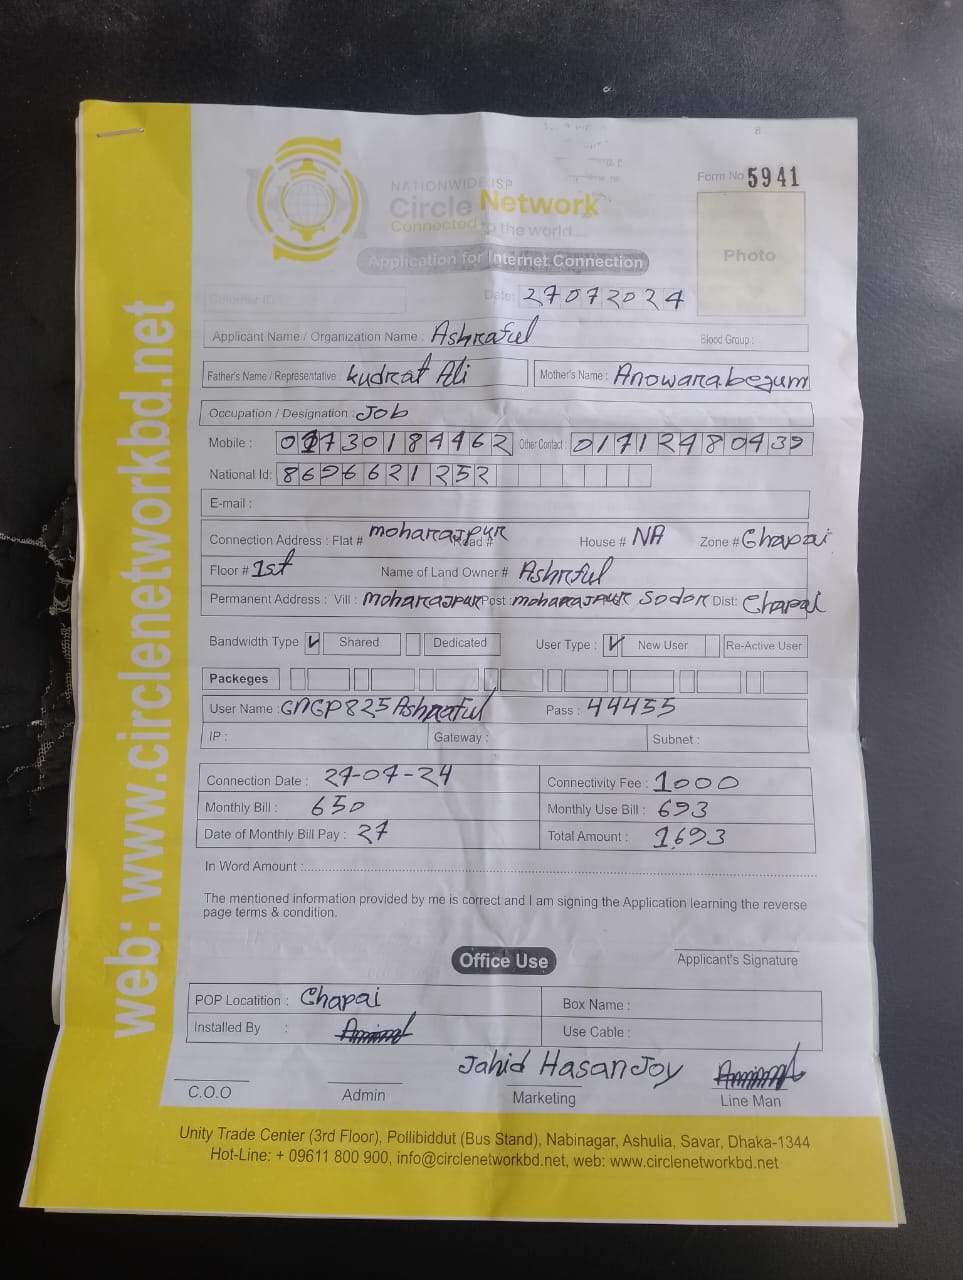 8
Form No 5941
NATIONWIDE ISP
Circle Network
Connected to the world
Photo
Application for Internet Connection
Customer ID
Date: 27072024
Applicant Name / Organization Name : Ashraful Blood Group :
Father's Name / Representative : kudrat Ali Mother's Name : Anowarabegum
Occupation / Designation : Job
Mobile : 01730184462 Other Contact : 01712480439
National Id: 8696621252
E-mail :
Connection Address : Flat # moharajpur Road # House # NA Zone # Chapai
Floor # 1st Name of Land Owner # Ashrful
Permanent Address : Vill : moharajpur Post : moharajpur Sodor Dist: Chapai
Bandwidth Type Shared Dedicated User Type : New User Re-Active User
Packeges
User Name : Pass : 44455
IP : Gateway : Subnet :
Connection Date : 27-07-24 Connectivity Fee : 1000
Monthly Bill : 650 Monthly Use Bill : 693
Date of Monthly Bill Pay : 27 Total Amount : 1693
In Word Amount :
The mentioned information provided by me is correct and I am signing the Application learning the reverse
page terms & condition.
Applicant's Signature
Office Use
POP Locatition : Chapai Box Name :
Installed By : Use Cable :
Jahid Hasan Joy
C.O.O Admin Marketing Line Man
Unity Trade Center (3rd Floor), Pollibiddut (Bus Stand), Nabinagar, Ashulia, Savar, Dhaka-1344
Hot-Line: + 09611 800 900, info@circlenetworkbd.net, web: www.circlenetworkbd.net
web: www.circlenetworkbd.net